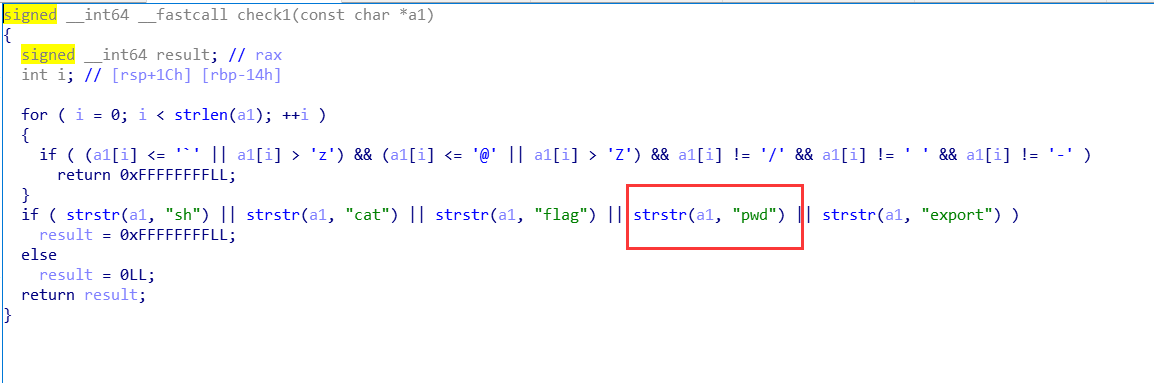 signed __int64 __fastcall check1(const char *a1)
{
signed __int64 result; // rax
int i; // [rsp+1Ch] [rbp-14h]
for ( i = 0; i < strlen(a1); ++i )
{
if ( (a1[i] <= '`' || a1[i] > 'z') && (a1[i] <= '@' || a1[i] > 'Z') && a1[i] != '/' && a1[i] != ' ' && a1[i] != '-' )
return 0xFFFFFFFFLL;
}
if ( strstr(a1, "sh") || strstr(a1, "cat") || strstr(a1, "flag") || strstr(a1, "pwd") || strstr(a1, "export") )
result = 0xFFFFFFFFLL;
else
result = 0LL;
return result;
}